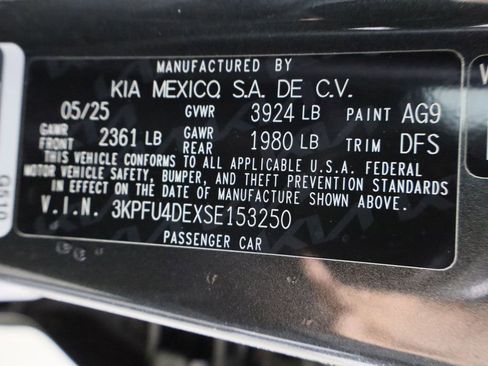 MANUFACTURED BY
KIA MEXICO, S.A. DE C.V.
05/25 GVWR 3924 LB PAINT AG9
GAWR FRONT 2361 LB GAWR REAR 1980 LB TRIM DFS
THIS VEHICLE CONFORMS TO ALL APPLICABLE U.S.A. FEDERAL
MOTOR VEHICLE SAFETY, BUMPER, AND THEFT PREVENTION STANDARDS
IN EFFECT ON THE DATE OF MANUFACTURE SHOWN ABOVE.
V.I.N. 3KPFU4DEXSE153250
PASSENGER CAR